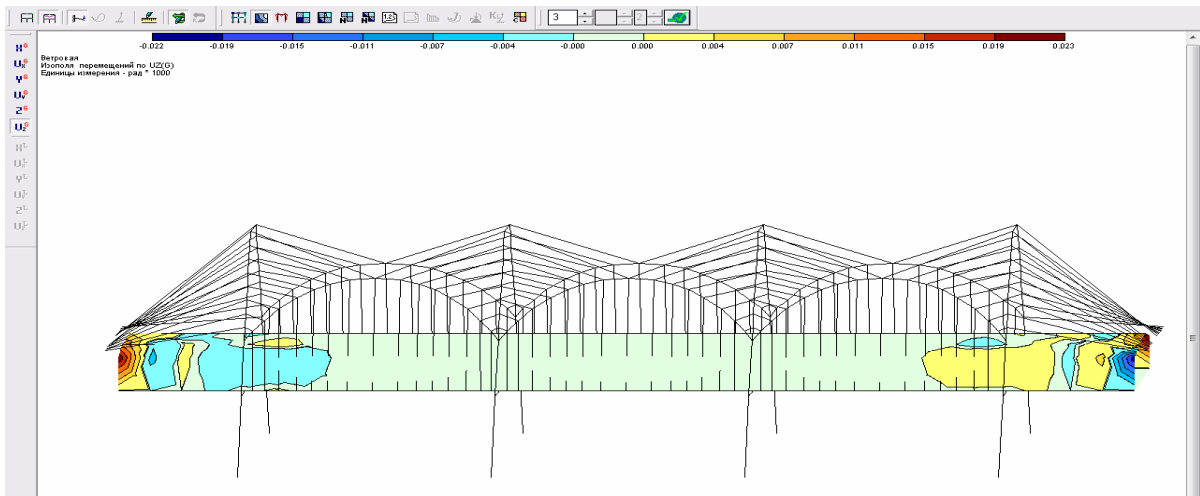 3 2
-0.022 -0.019 -0.015 -0.011 -0.007 -0.004 -0.000 0.000 0.004 0.007 0.011 0.015 0.019 0.023
Ветровая
Изополя перемещений по UZ(G)
Единицы измерения - рад * 1000